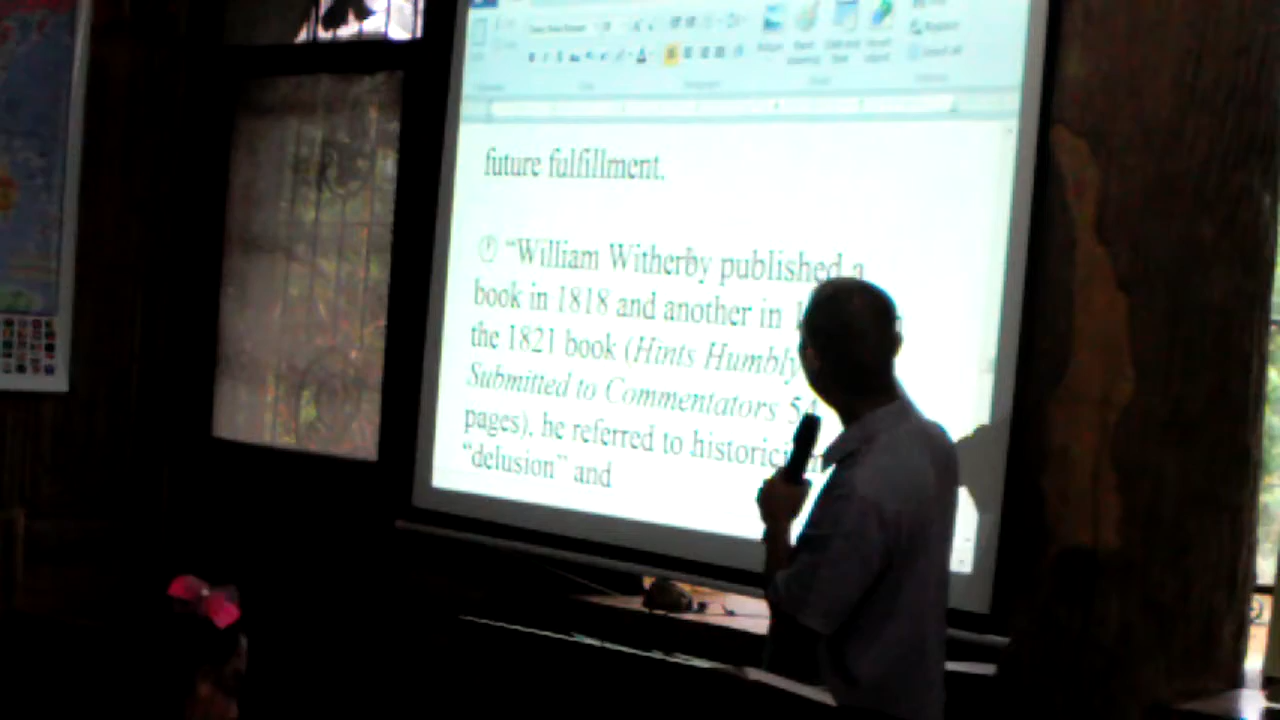 future fulfillment.
“William Witherby published a
book in 1818 and another in
the 1821 book (Hints Humbly
Submitted to Commentators 54
pages), he referred to
“delusion” and